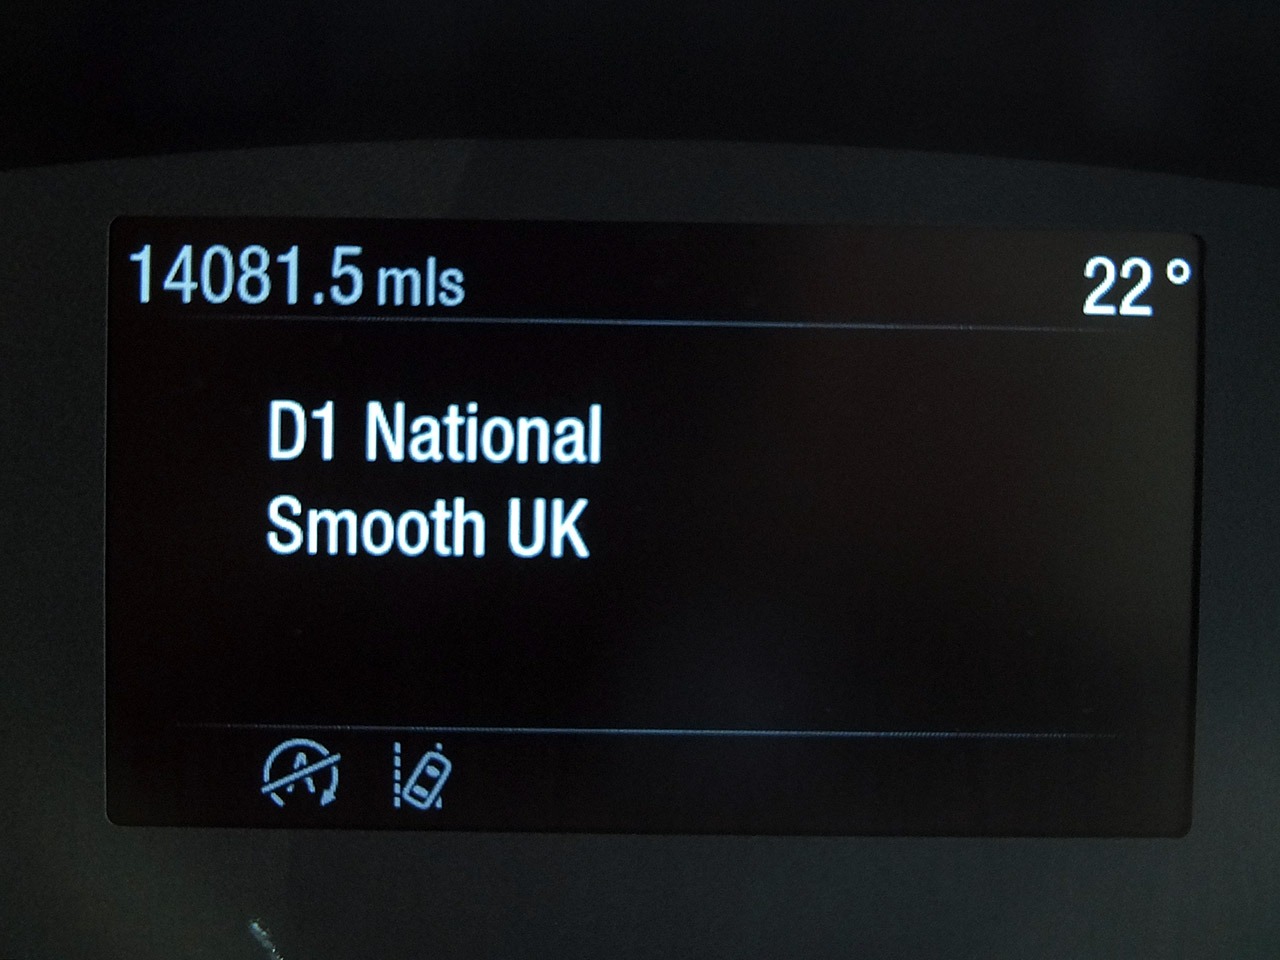 14081.5 mls 22°
D1 National
Smooth UK